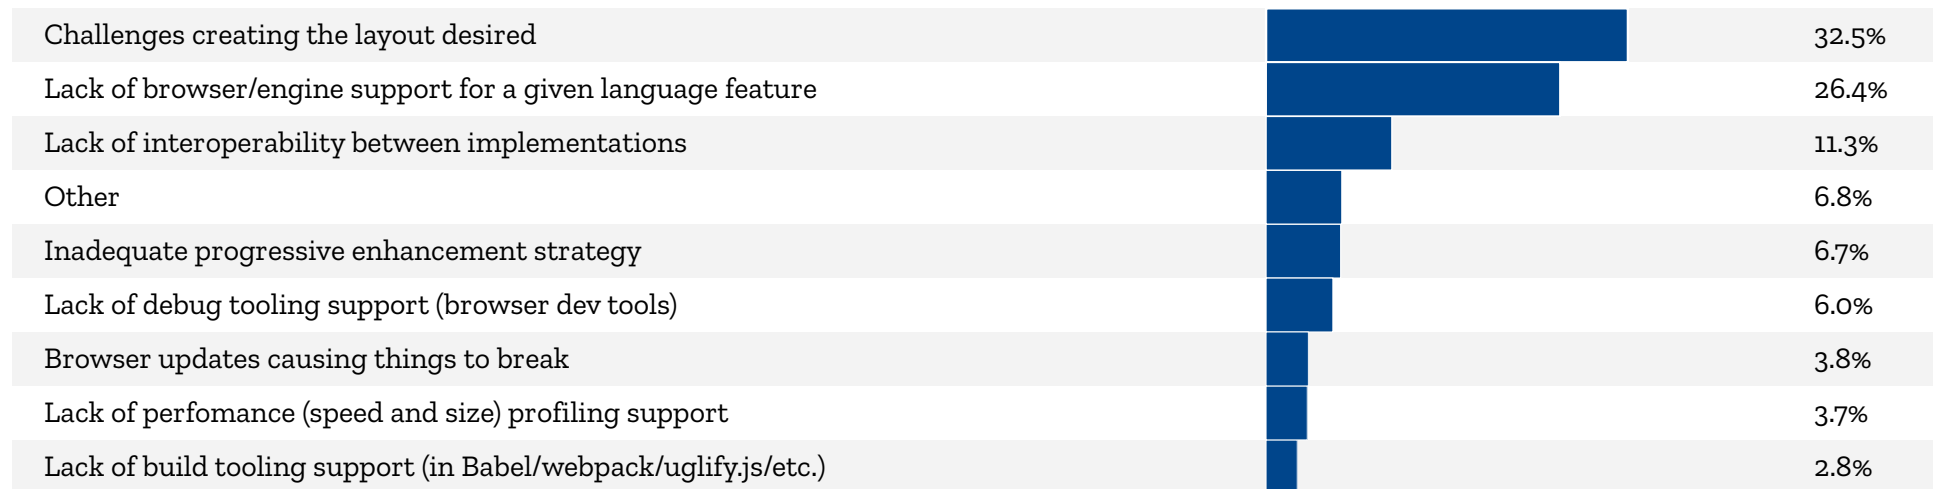 Challenges creating the layout desired 32.5%
Lack of browser/engine support for a given language feature 26.4%
Lack of interoperability between implementations 11.3%
Other 6.8%
Inadequate progressive enhancement strategy 6.7%
Lack of debug tooling support (browser dev tools) 6.0%
Browser updates causing things to break 3.8%
Lack of perfomance (speed and size) profiling support 3.7%
Lack of build tooling support (in Babel/webpack/uglify.js/etc.) 2.8%